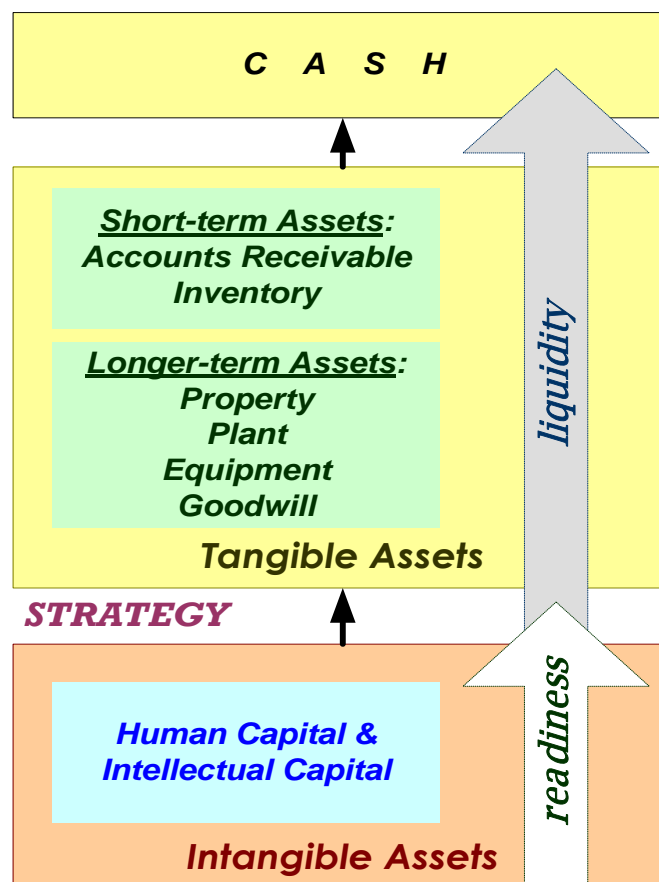 C A S H
Short-term Assets:
Accounts Receivable
Inventory
Longer-term Assets:
Property
Plant
Equipment
Goodwill
Tangible Assets
liquidity
STRATEGY
Human Capital &
Intellectual Capital
Intangible Assets
readiness